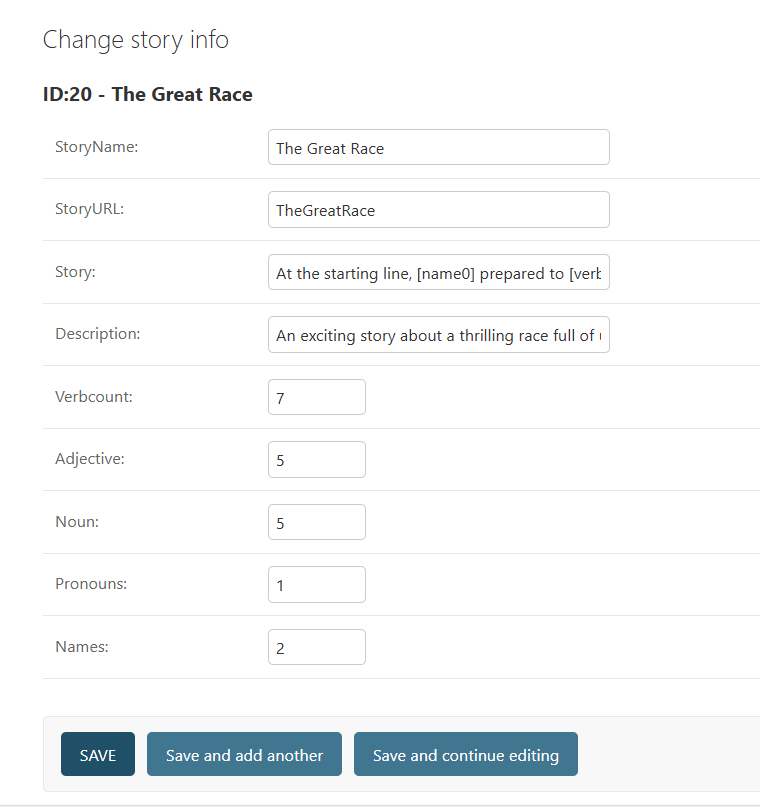 Change story info
ID:20 - The Great Race
StoryName: The Great Race
StoryURL: TheGreatRace
Story: At the starting line, [name0] prepared to [verb
Description: An exciting story about a thrilling race full of
Verbcount: 7
Adjective: 5
Noun: 5
Pronouns: 1
Names: 2
SAVE Save and add another Save and continue editing